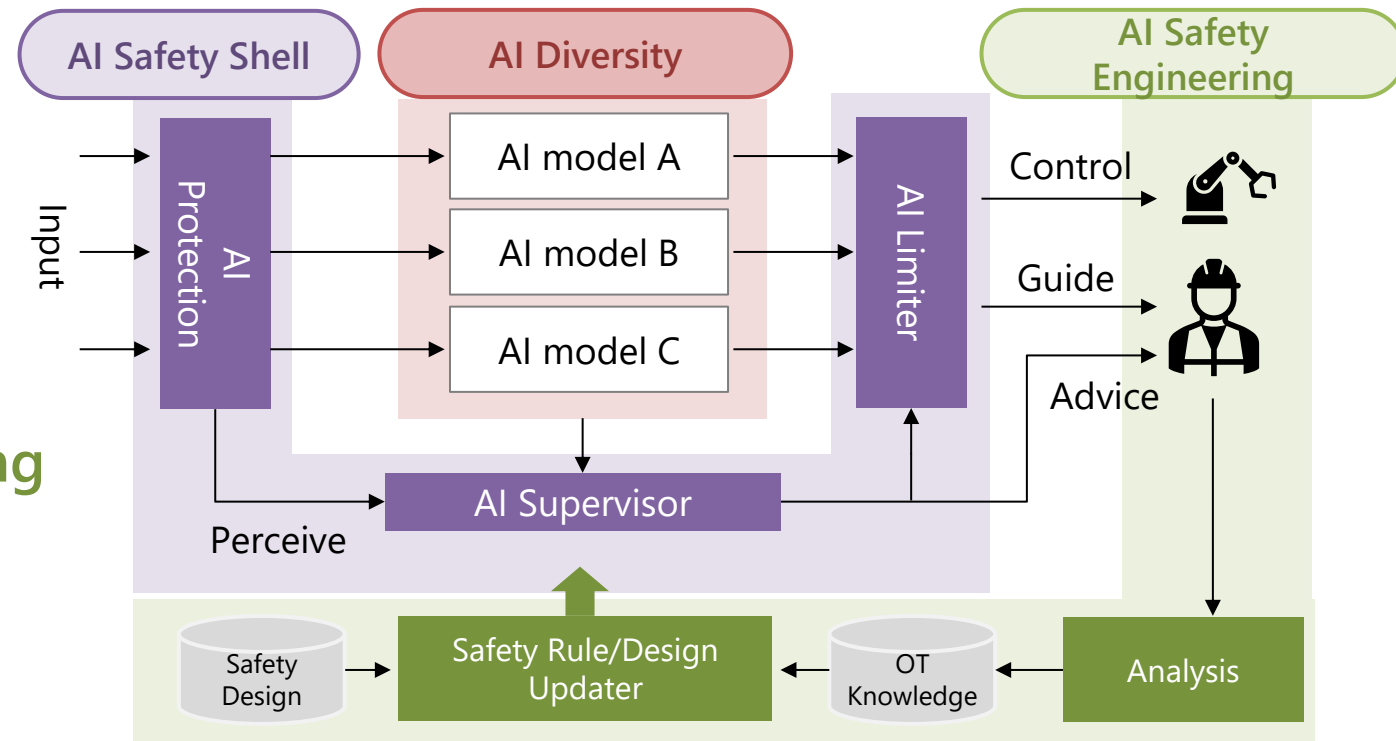 AI Safety Shell
AI Diversity
AI Safety
Engineering
Input
AI
Protection
AI model A
AI model B
AI model C
AI Limiter
Control
Guide
Advice
ng
Perceive
AI Supervisor
Safety
Design
Safety Rule/Design
Updater
OT
Knowledge
Analysis